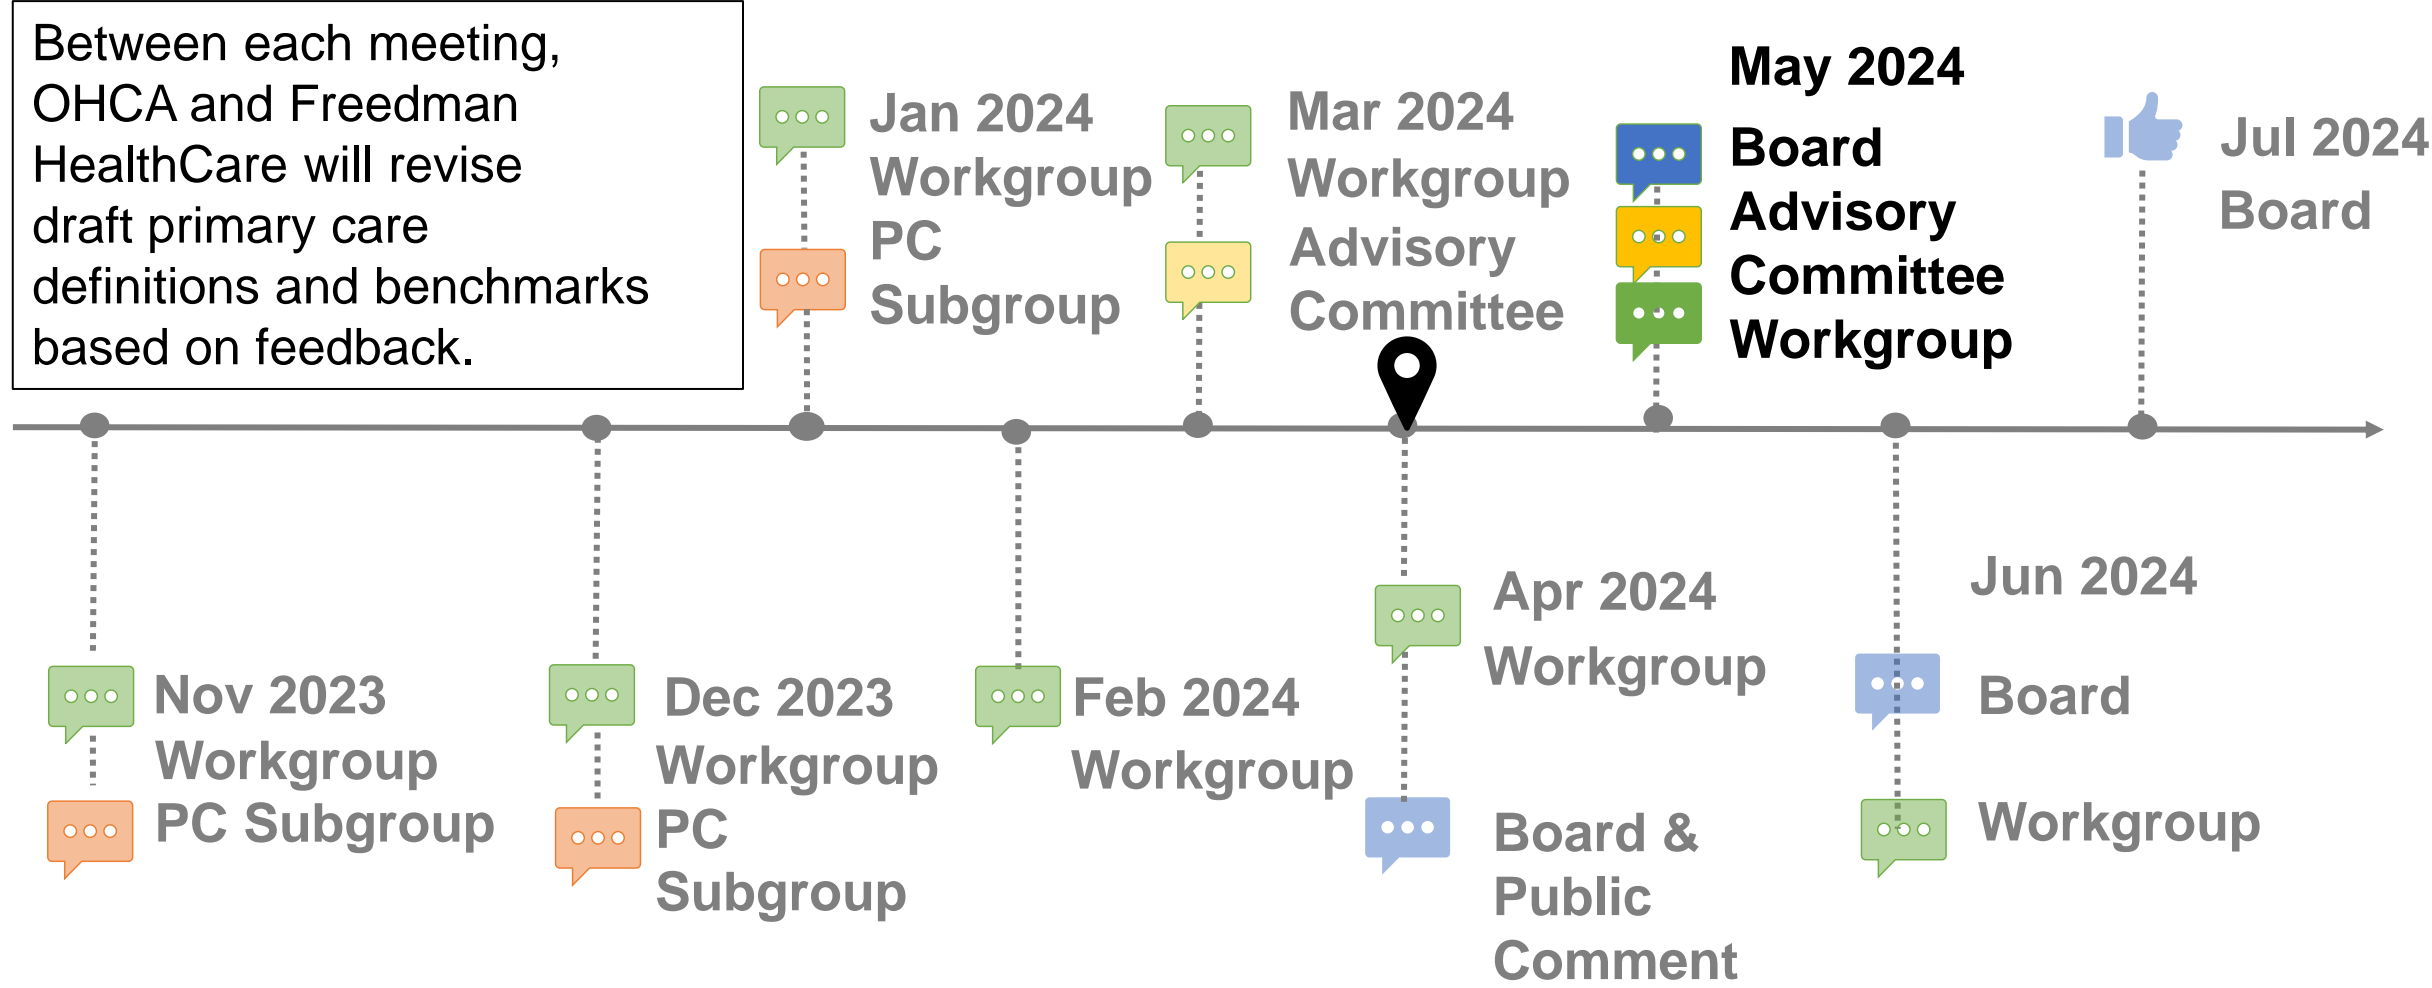 Between each meeting,
OHCA and Freedman
HealthCare will revise
draft primary care
definitions and benchmarks
based on feedback.
Jan 2024
Workgroup
PC
Subgroup
Mar 2024
Workgroup
Advisory
Committee
May 2024
Board
Advisory
Committee
Workgroup
Jul 2024
Board
Nov 2023
Workgroup
PC Subgroup
Dec 2023
Workgroup
PC
Subgroup
Feb 2024
Workgroup
Apr 2024
Workgroup
Board &
Public
Comment
Jun 2024
Board
Workgroup